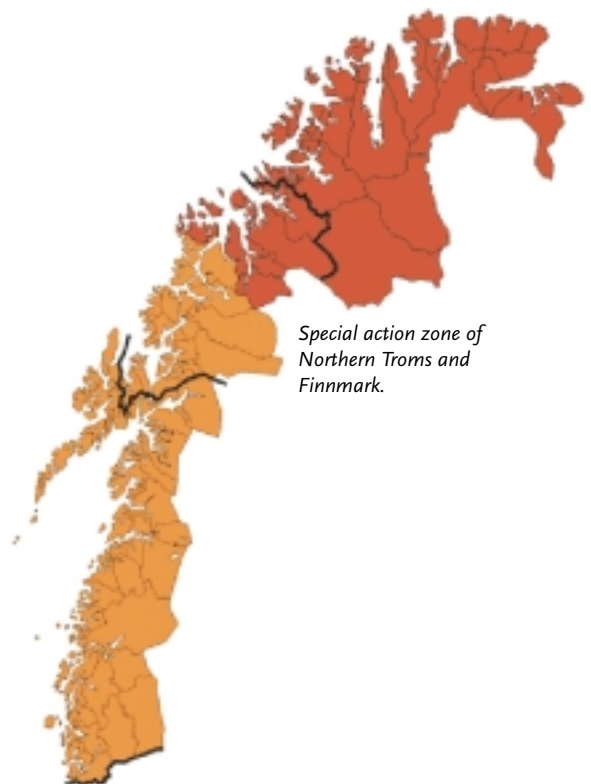 Special action zone of
Northern Troms and
Finnmark.